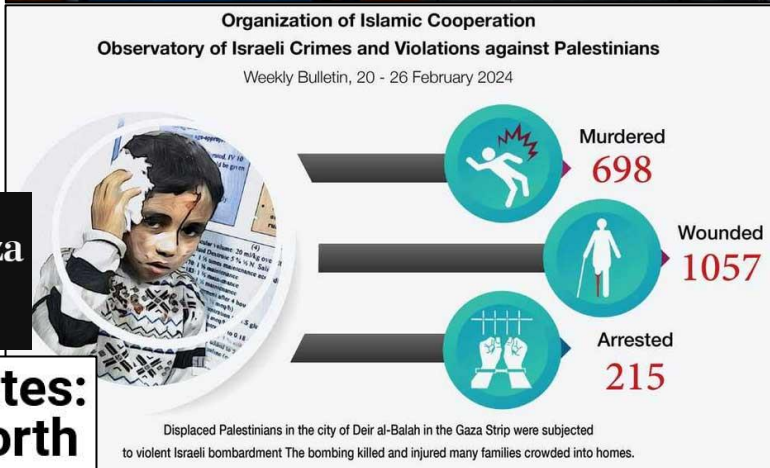 Organization of Islamic Cooperation
Observatory of Israeli Crimes and Violations against Palestinians
Weekly Bulletin, 20 - 26 February 2024
Murdered
698
Wounded
1057
Arrested
215
za
tes:
orth
Displaced Palestinians in the city of Deir al-Balah in the Gaza Strip were subjected
to violent Israeli bombardment The bombing killed and injured many families crowded into homes.